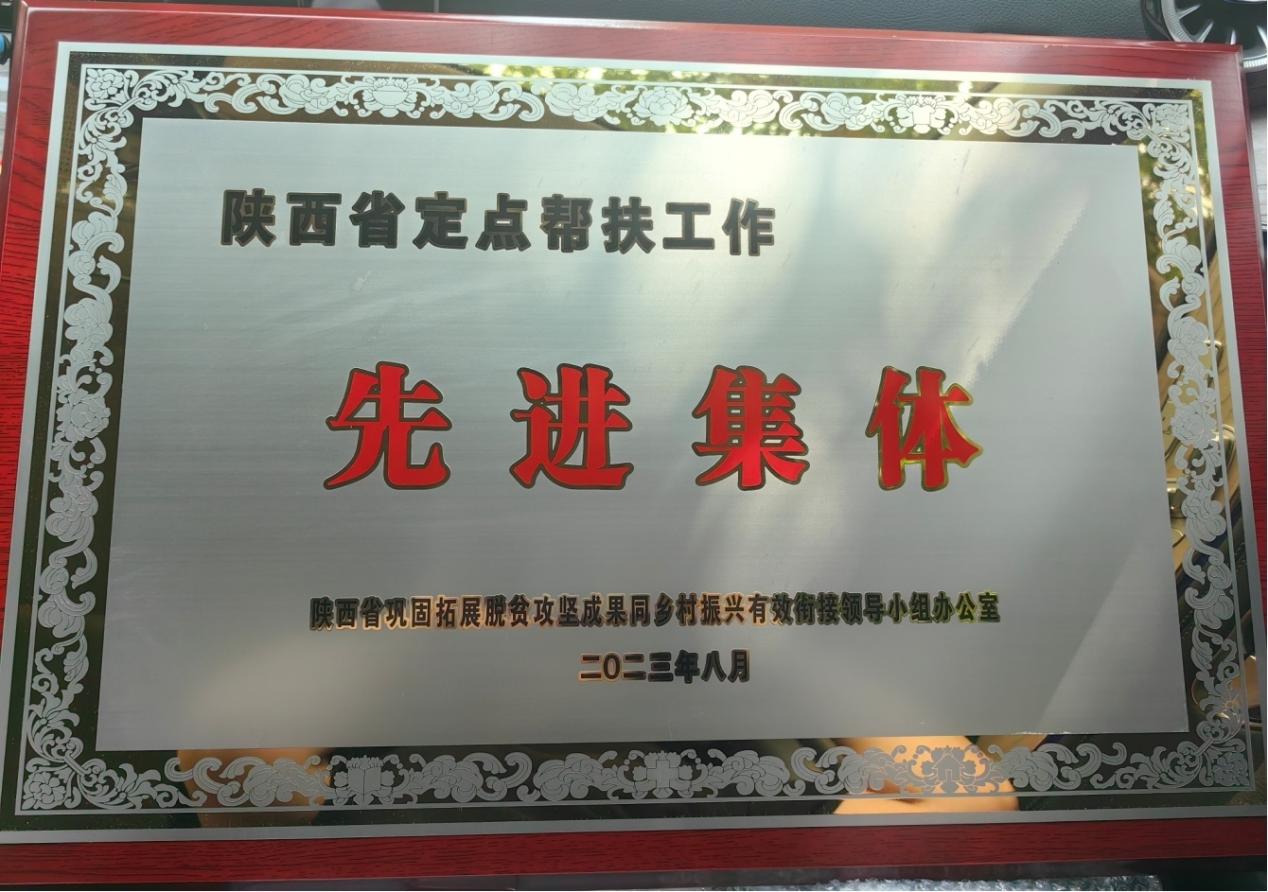 陕西省定点帮扶工作
先进集体
陕西省巩固拓展脱贫攻坚成果同乡村振兴有效衔接领导小组办公室
二〇二三年八月